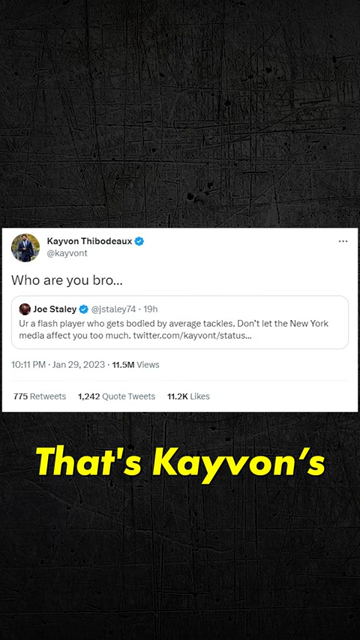 Kayvon Thibodeaux
@kayvont
Who are you bro...
Joe Staley @jstaley74 · 19h
Ur a flash player who gets bodied by average tackles. Don't let the New York
media affect you too much. twitter.com/kayvont/status...
10:11 PM · Jan 29, 2023 · 11.5M Views
775 Retweets 1,242 Quote Tweets 11.2K Likes
That's Kayvon's